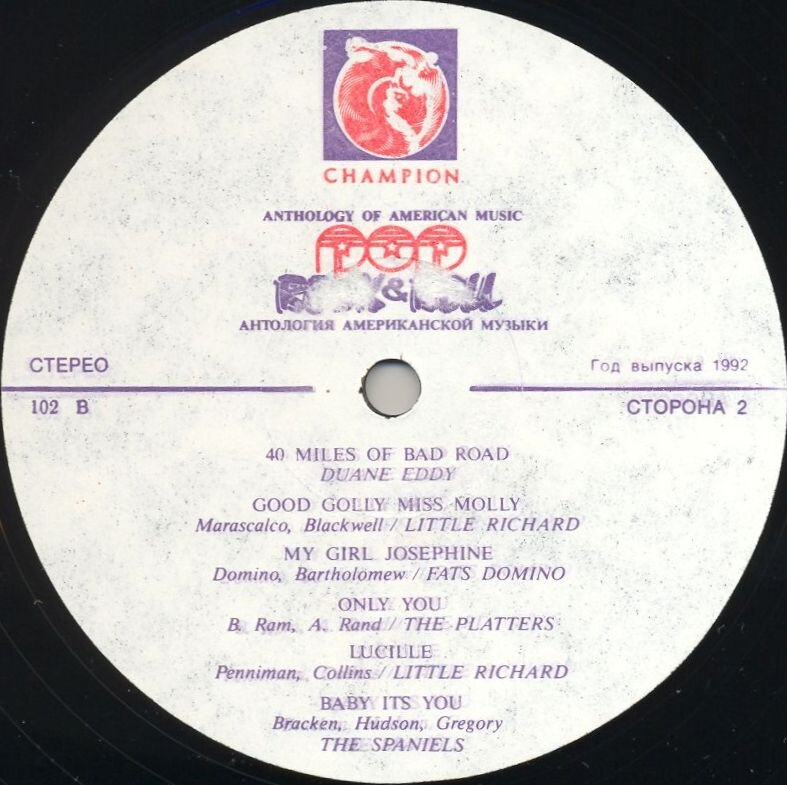 CHAMPION
ANTHOLOGY OF AMERICAN MUSIC
POP
ROCK & ROLL
АНТОЛОГИЯ АМЕРИКАНСКОЙ МУЗЫКИ
СТЕРЕО
Год выпуска 1992
102 B
СТОРОНА 2
40 MILES OF BAD ROAD
DUANE EDDY
GOOD GOLLY MISS MOLLY
Marascalco, Blackwell / LITTLE RICHARD
MY GIRL JOSEPHINE
Domino, Bartholomew / FATS DOMINO
ONLY YOU
B. Ram, A. Rand / THE PLATTERS
LUCILLE
Penniman, Collins / LITTLE RICHARD
BABY ITS YOU
Bracken, Hudson, Gregory
THE SPANIELS